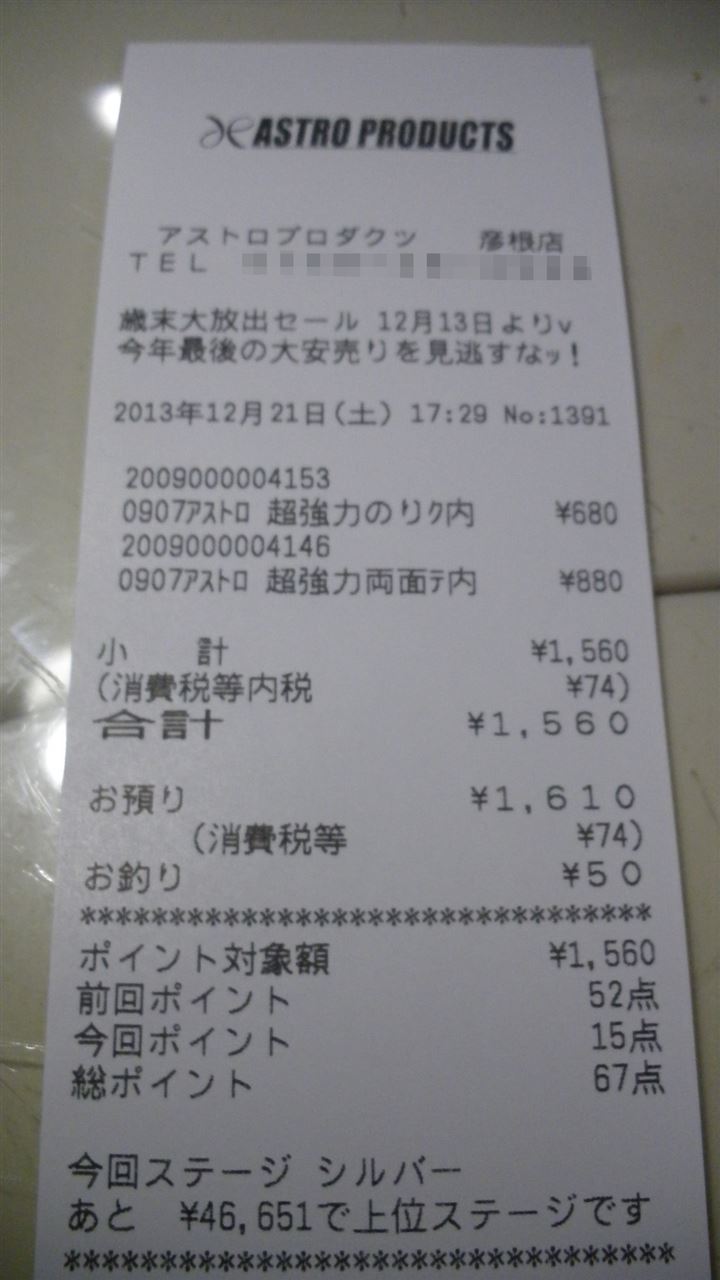 ASTRO PRODUCTS
アストロプロダクツ 彦根店
TEL
歳末大放出セール 12月13日よりv
今年最後の大安売りを見逃すなッ!
2013年12月21日(土) 17:29 No:1391
2009000004153
0907アストロ 超強力のりク内 ¥680
2009000004146
0907アストロ 超強力両面テ内 ¥880
小 計 ¥1,560
(消費税等内税 ¥74)
合計 ¥1,560
お預り ¥1,610
(消費税等 ¥74)
お釣り ¥50
********************************
ポイント対象額 ¥1,560
前回ポイント 52点
今回ポイント 15点
総ポイント 67点
今回ステージ シルバー
あと ¥46,651で上位ステージです
********************************